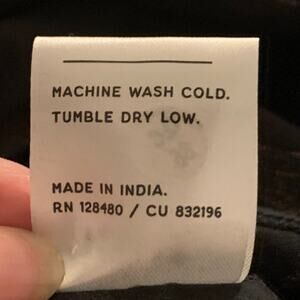 MACHINE WASH COLD.
TUMBLE DRY LOW.
MADE IN INDIA.
RN 128480 / CU 832196